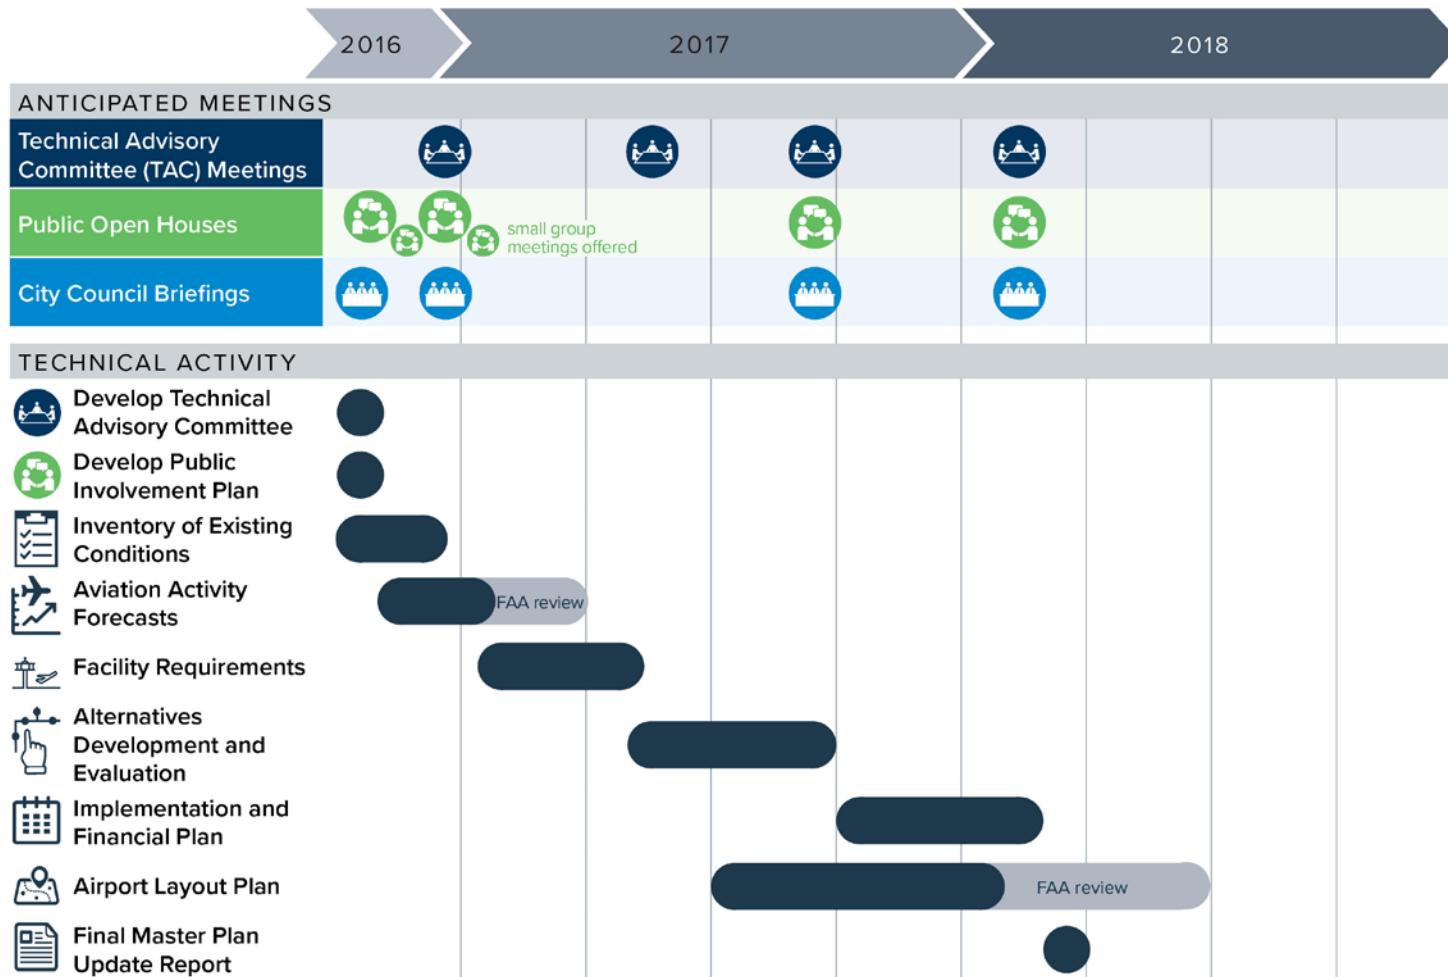 2016
2017
2018
ANTICIPATED MEETINGS
Technical Advisory
Committee (TAC) Meetings
Public Open Houses
small group
meetings offered
City Council Briefings
TECHNICAL ACTIVITY
Develop Technical
Advisory Committee
Develop Public
Involvement Plan
Inventory of Existing
Conditions
Aviation Activity
Forecasts
FAA review
Facility Requirements
Alternatives
Development and
Evaluation
Implementation and
Financial Plan
Airport Layout Plan
FAA review
Final Master Plan
Update Report